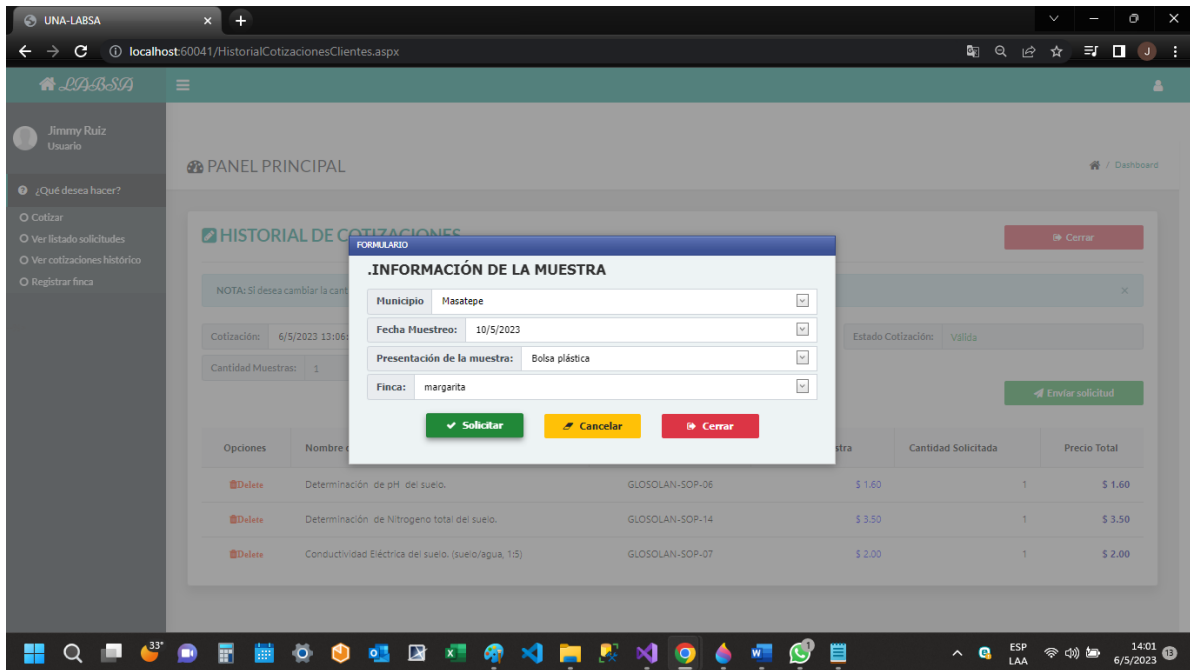 UNA-LABSA
localhost:60041/HistorialCotizacionesClientes.aspx
J
LABSA
Jimmy Ruiz
Usuario
PANEL PRINCIPAL
/ Dashboard
¿Qué desea hacer?
Cotizar
Ver listado solicitudes
Ver cotizaciones histórico
Registrar finca
HISTORIAL DE COTIZACIONES
Cerrar
FORMULARIO
.INFORMACIÓN DE LA MUESTRA
NOTA: Si desea cambiar la cant
Municipio Masatepe
Fecha Muestreo: 10/5/2023
Presentación de la muestra: Bolsa plástica
Finca: margarita
Solicitar Cancelar Cerrar
Cotización: 6/5/2023 13:06:
Estado Cotización: Válida
Cantidad Muestras: 1
Enviar solicitud
Opciones Nombre stra Cantidad Solicitada Precio Total
Delete Determinación de pH del suelo. GLOSOLAN-SOP-06 $ 1.60 1 $ 1.60
Delete Determinación de Nitrogeno total del suelo. GLOSOLAN-SOP-14 $ 3.50 1 $ 3.50
Delete Conductividad Eléctrica del suelo. (suelo/agua, 1:5) GLOSOLAN-SOP-07 $ 2.00 1 $ 2.00
33°
ESP
LAA
14:01
6/5/2023
13